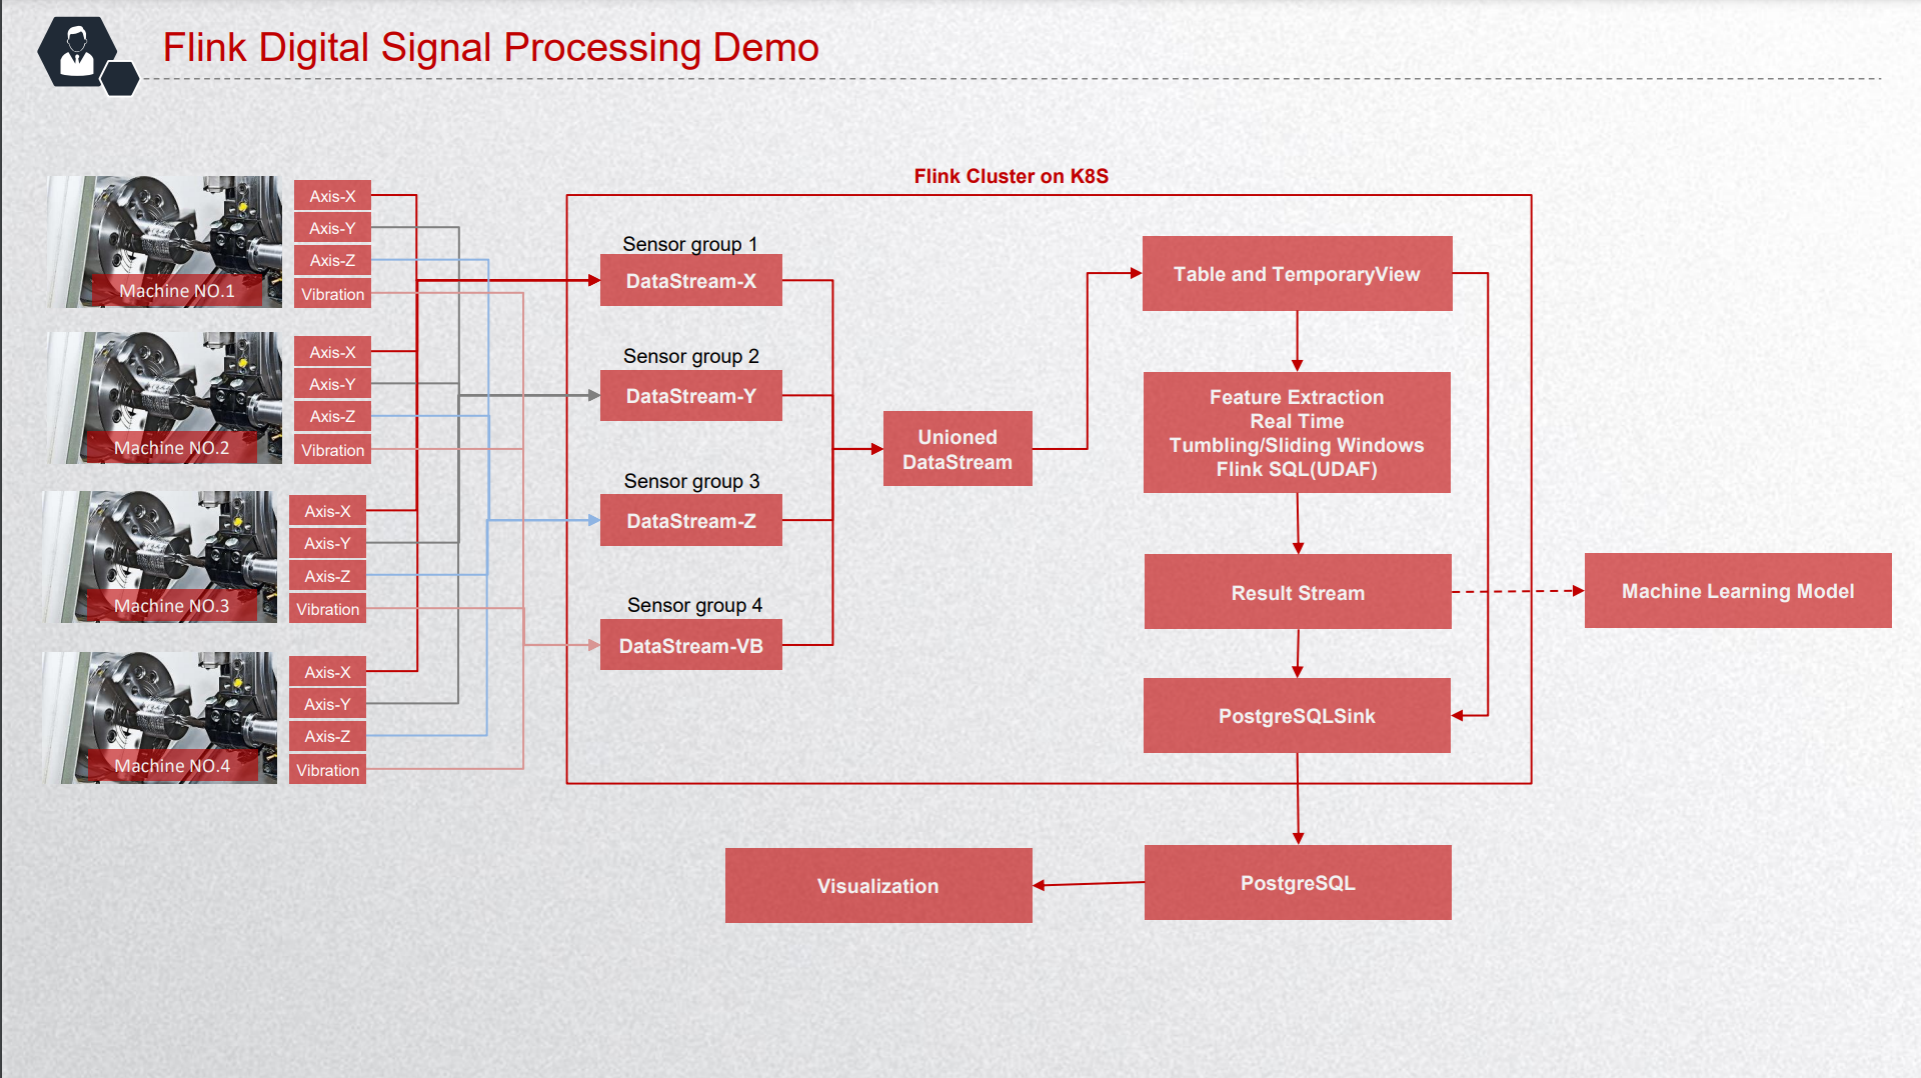 Flink Digital Signal Processing Demo
Flink Cluster on K8S
Axis-X
Axis-Y
Axis-Z
Vibration
Machine NO.1
Axis-X
Axis-Y
Axis-Z
Vibration
Machine NO.2
Axis-X
Axis-Y
Axis-Z
Vibration
Machine NO.3
Axis-X
Axis-Y
Axis-Z
Vibration
Machine NO.4
Sensor group 1
DataStream-X
Sensor group 2
DataStream-Y
Sensor group 3
DataStream-Z
Sensor group 4
DataStream-VB
Unioned
DataStream
Table and TemporaryView
Feature Extraction
Real Time
Tumbling/Sliding Windows
Flink SQL(UDAF)
Result Stream
Machine Learning Model
PostgreSQLSink
PostgreSQL
Visualization